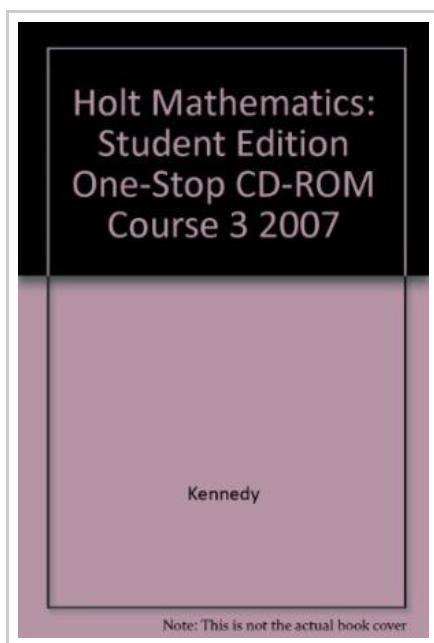 Holt Mathematics:
Student Edition
One-Stop CD-ROM
Course 3 2007
Kennedy
Note: This is not the actual book cover